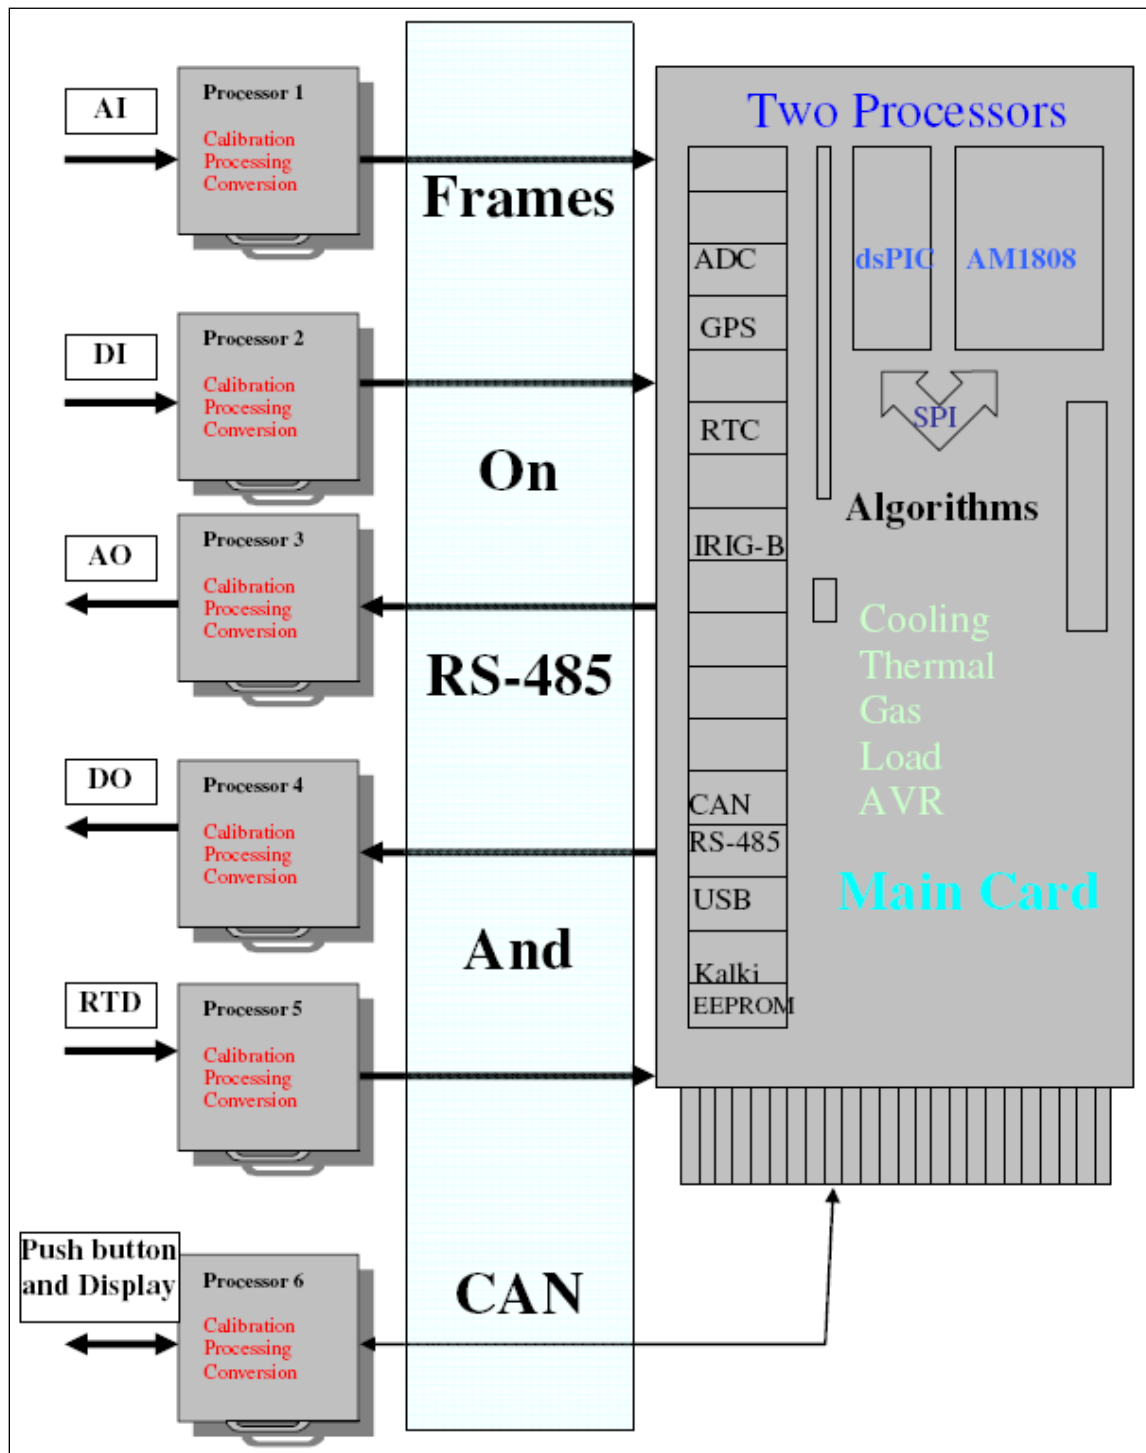 AI
Processor 1
Calibration
Processing
Conversion
DI
Processor 2
Calibration
Processing
Conversion
AO
Processor 3
Calibration
Processing
Conversion
DO
Processor 4
Calibration
Processing
Conversion
RTD
Processor 5
Calibration
Processing
Conversion
Push button
and Display
Processor 6
Calibration
Processing
Conversion
Frames
On
RS-485
And
CAN
Two Processors
ADC
GPS
RTC
IRIG-B
CAN
RS-485
USB
Kalki
EEPROM
dsPIC
AM1808
SPI
Algorithms
Cooling
Thermal
Gas
Load
AVR
Main Card